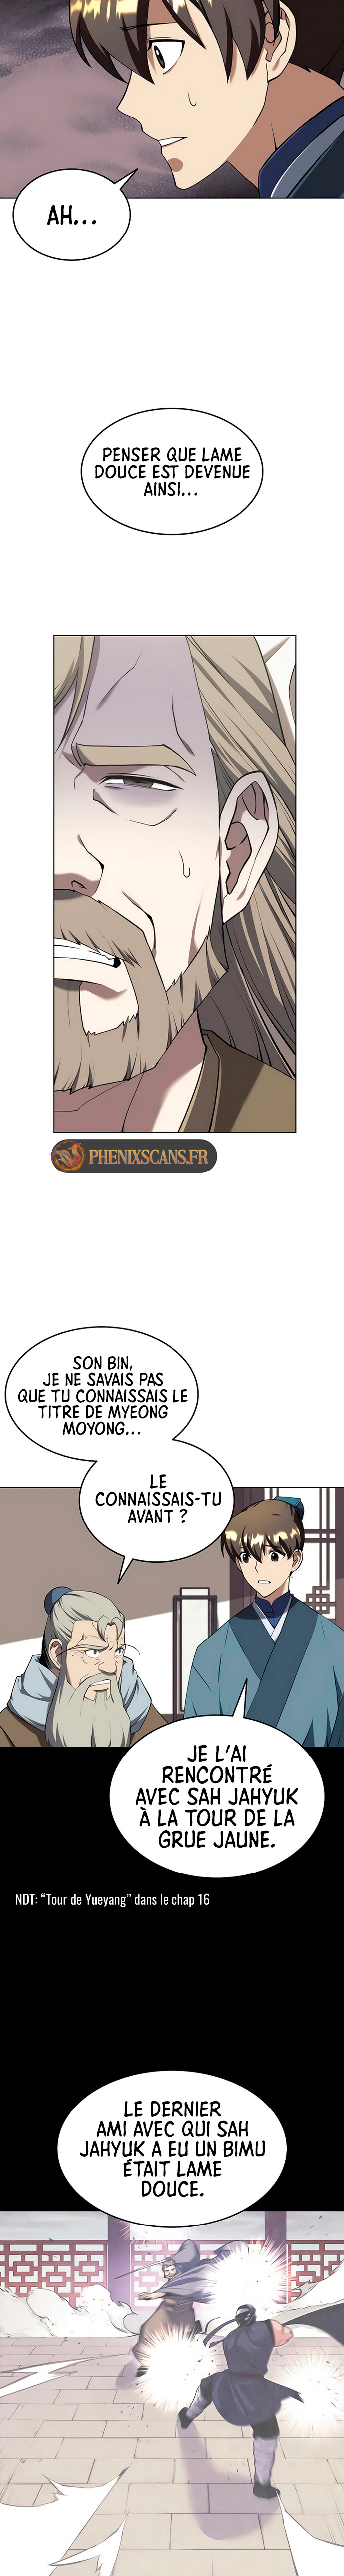 AH...
PENSER QUE LAME
DOUCE EST DEVENUE
AINSI...
PHENIXSCANS.FR
SON BIN,
JE NE SAVAIS PAS
QUE TU CONNAISSAIS LE
TITRE DE MYEONG
MOYONG...
LE
CONNAISSAIS-TU
AVANT ?
JE L'AI
RENCONTRÉ
AVEC SAH JAHYUK
À LA TOUR DE LA
GRUE JAUNE.
NDT: “Tour de Yueyang” dans le chap 16
LE DERNIER
AMI AVEC QUI SAH
JAHYUK A EU UN BIMU
ÉTAIT LAME
DOUCE.